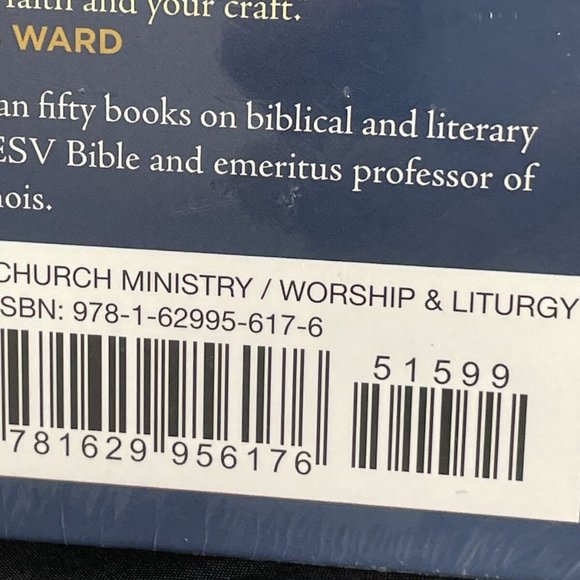 faith and your craft.
WARD
an fifty books on biblical and literary
ESV Bible and emeritus professor of
nois.
CHURCH MINISTRY / WORSHIP & LITURGY
ISBN: 978-1-62995-617-6
51599
781629 956176